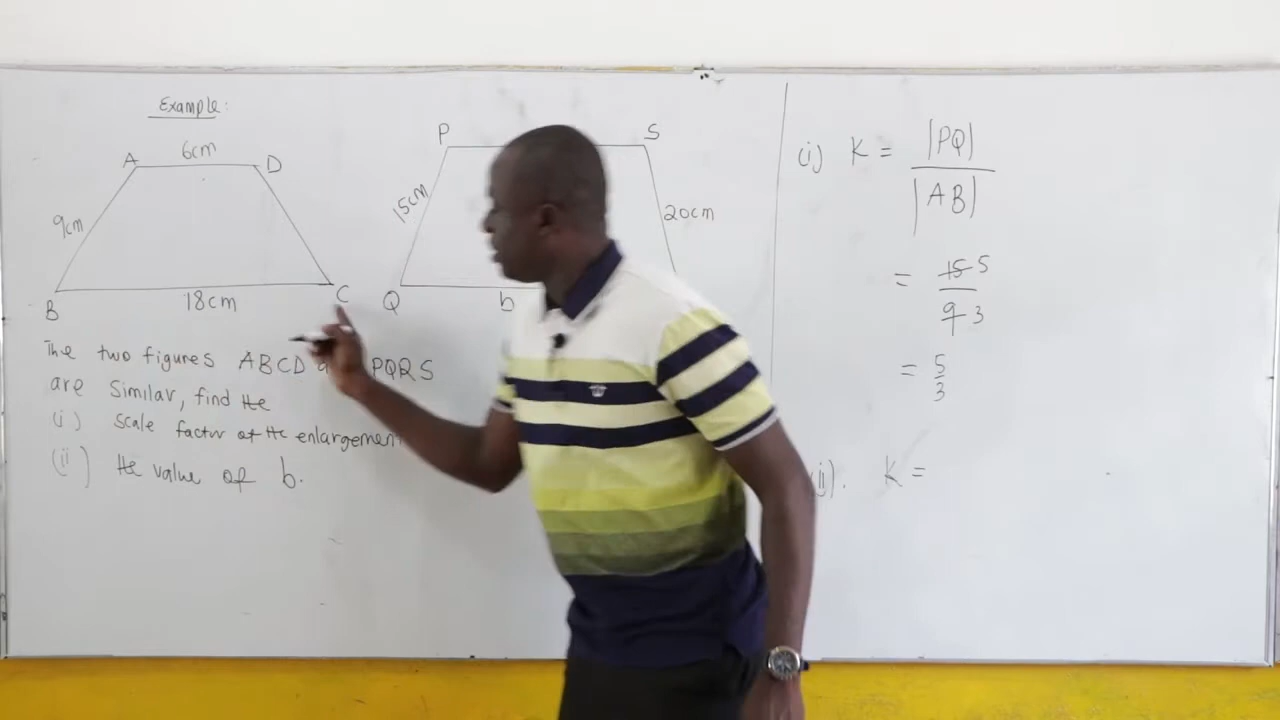 Example:
A 6cm D
9cm
B 18cm C
P S
15cm
20cm
Q b
The two figures ABCD PQRS
are Similar, find the
(i) scale factor of the enlargement
(ii) the value of b.
(i) K = |PQ|
|AB|
= 15 5
9 3
= 5
3
(ii). K =